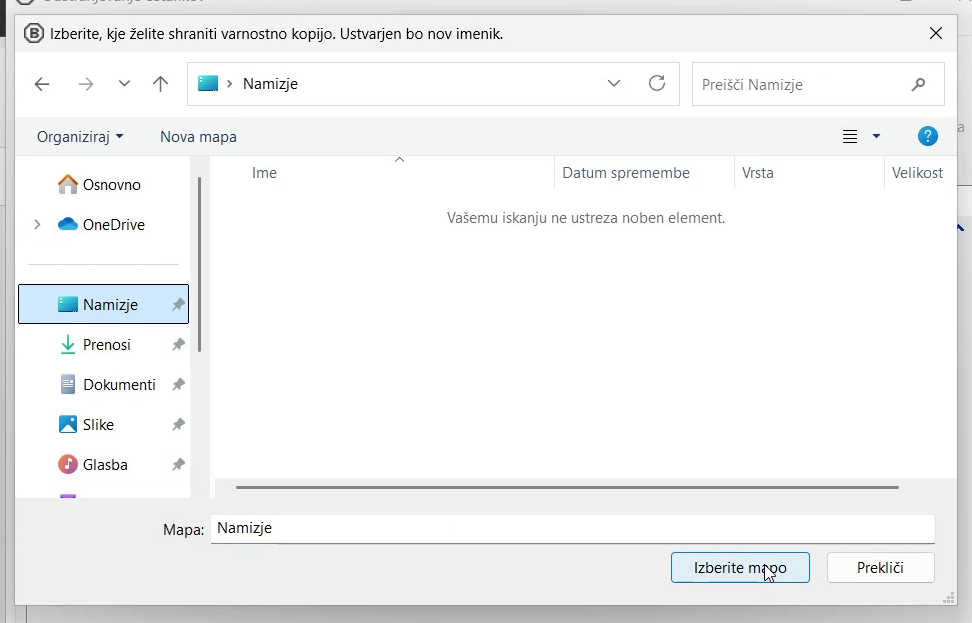 Izberite, kje želite shraniti varnostno kopijo. Ustvarjen bo nov imenik.
Namizje
Preišči Namizje
Organiziraj
Nova mapa
Osnovno
OneDrive
Namizje
Prenosi
Dokumenti
Slike
Glasba
Ime
Datum spremembe
Vrsta
Velikost
Vašemu iskanju ne ustreza noben element.
Mapa: Namizje
Izberite mapo
Prekliči